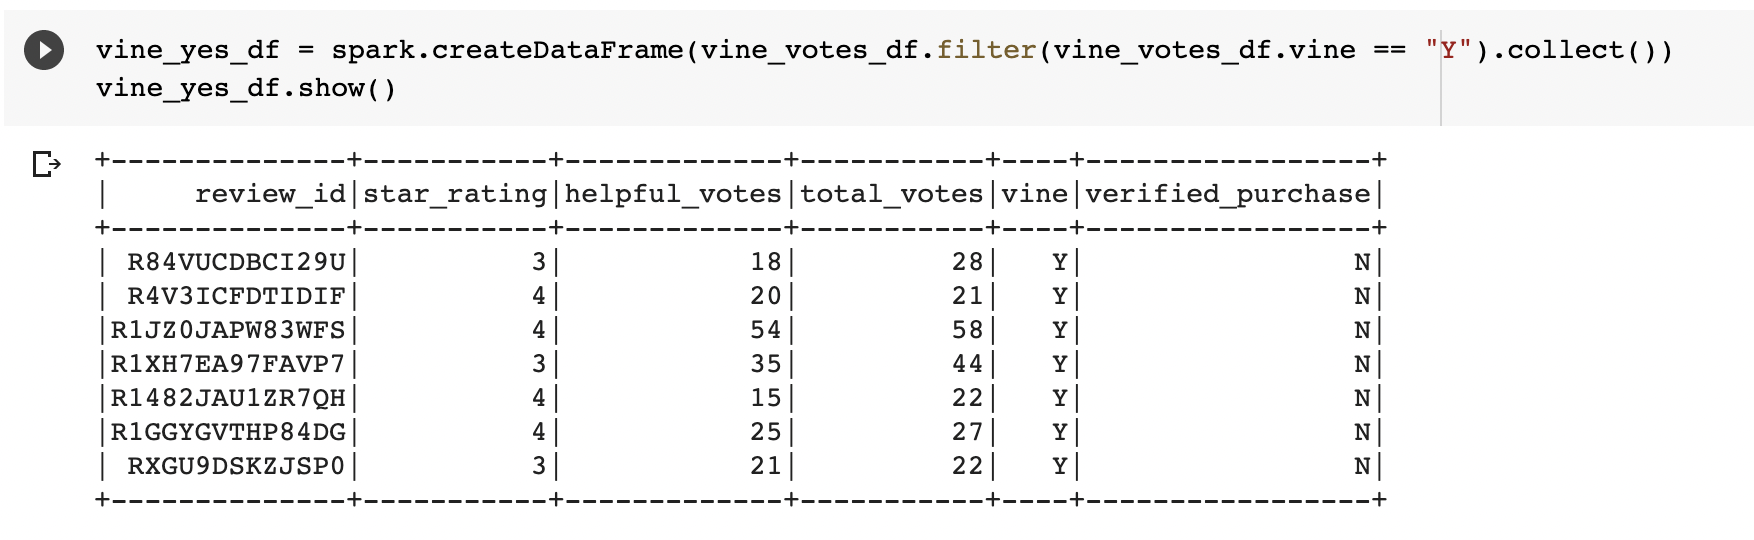 vine_yes_df = spark.createDataFrame(vine_votes_df.filter(vine_votes_df.vine == "Y").collect())
vine_yes_df.show()
+--------------+-----------+-------------+-----------+----+-----------------+
|     review_id|star_rating|helpful_votes|total_votes|vine|verified_purchase|
+--------------+-----------+-------------+-----------+----+-----------------+
| R84VUCDBCI29U|          3|           18|         28|   Y|                N|
| R4V3ICFDTIDIF|          4|           20|         21|   Y|                N|
|R1JZ0JAPW83WFS|          4|           54|         58|   Y|                N|
|R1XH7EA97FAVP7|          3|           35|         44|   Y|                N|
|R1482JAU1ZR7QH|          4|           15|         22|   Y|                N|
|R1GGYGVTHP84DG|          4|           25|         27|   Y|                N|
| RXGU9DSKZJSP0|          3|           21|         22|   Y|                N|
+--------------+-----------+-------------+-----------+----+-----------------+